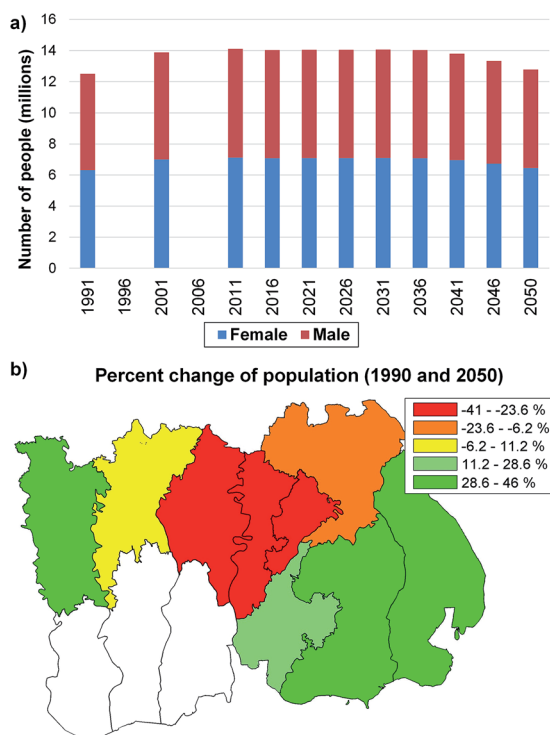 a)
Number of people (millions)
16
14
12
10
8
6
4
2
0
1991 1996 2001 2006 2011 2016 2021 2026 2031 2036 2041 2046 2050
Female Male
b)
Percent change of population (1990 and 2050)
-41 - -23.6 %
-23.6 - -6.2 %
-6.2 - 11.2 %
11.2 - 28.6 %
28.6 - 46 %